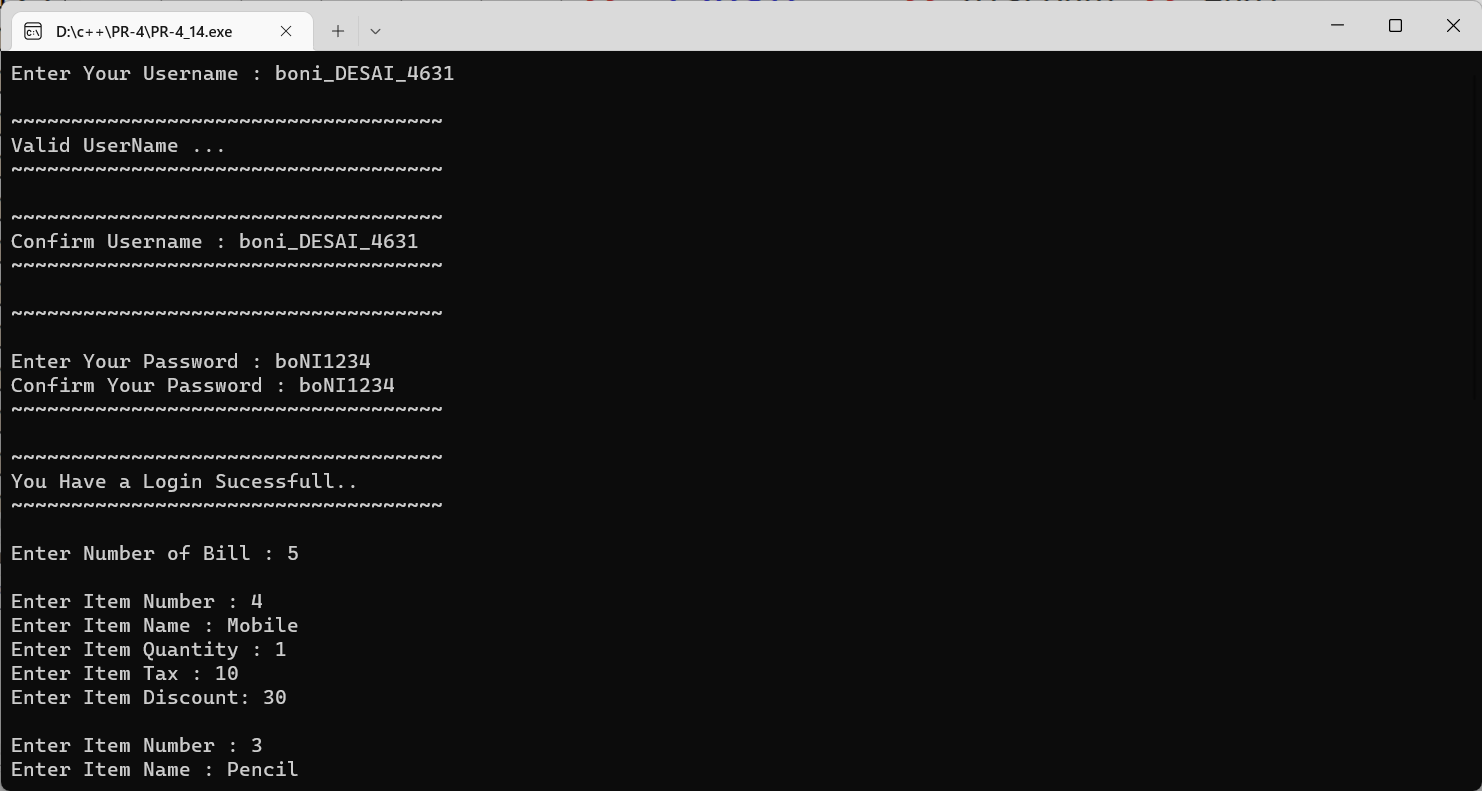 D:\c++\PR-4\PR-4_14.exe
Enter Your Username : boni_DESAI_4631
~~~~~~~~~~~~~~~~~~~~~~~~~~~~~~~~~~~~
Valid UserName ...
~~~~~~~~~~~~~~~~~~~~~~~~~~~~~~~~~~~~
~~~~~~~~~~~~~~~~~~~~~~~~~~~~~~~~~~~~
Confirm Username : boni_DESAI_4631
~~~~~~~~~~~~~~~~~~~~~~~~~~~~~~~~~~~~
~~~~~~~~~~~~~~~~~~~~~~~~~~~~~~~~~~~~
Enter Your Password : boNI1234
Confirm Your Password : boNI1234
~~~~~~~~~~~~~~~~~~~~~~~~~~~~~~~~~~~~
~~~~~~~~~~~~~~~~~~~~~~~~~~~~~~~~~~~~
You Have a Login Sucessfull..
~~~~~~~~~~~~~~~~~~~~~~~~~~~~~~~~~~~~
Enter Number of Bill : 5
Enter Item Number : 4
Enter Item Name : Mobile
Enter Item Quantity : 1
Enter Item Tax : 10
Enter Item Discount: 30
Enter Item Number : 3
Enter Item Name : Pencil